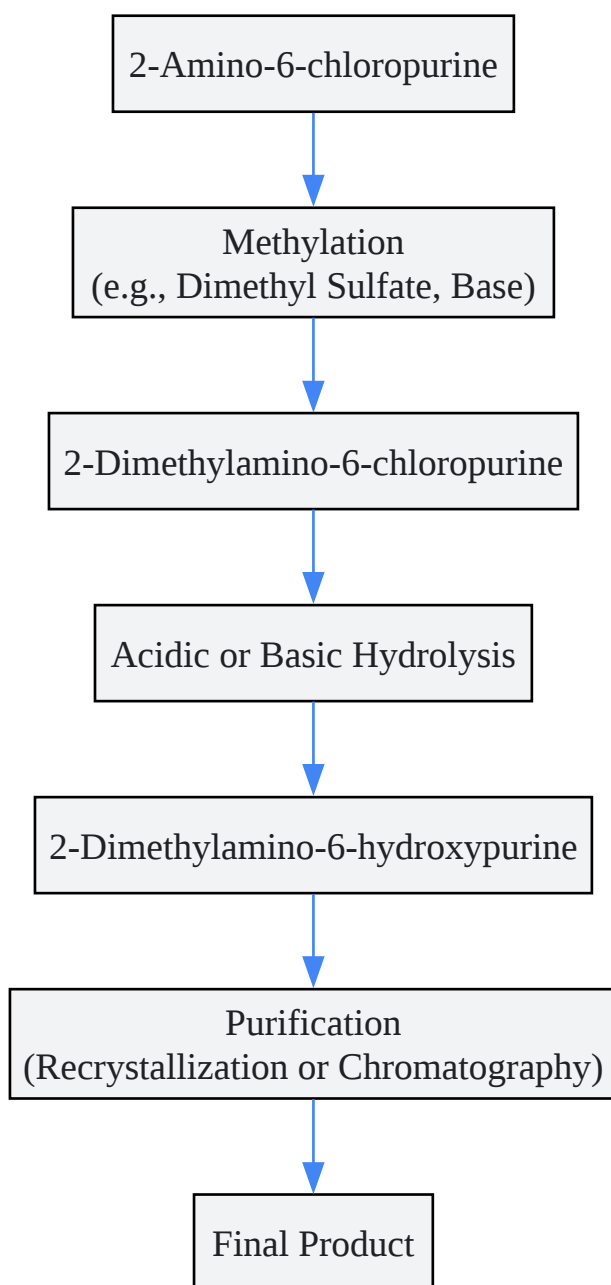 2-Amino-6-chloropurine
Methylation
(e.g., Dimethyl Sulfate, Base)
2-Dimethylamino-6-chloropurine
Acidic or Basic Hydrolysis
2-Dimethylamino-6-hydroxypurine
Purification
(Recrystallization or Chromatography)
Final Product